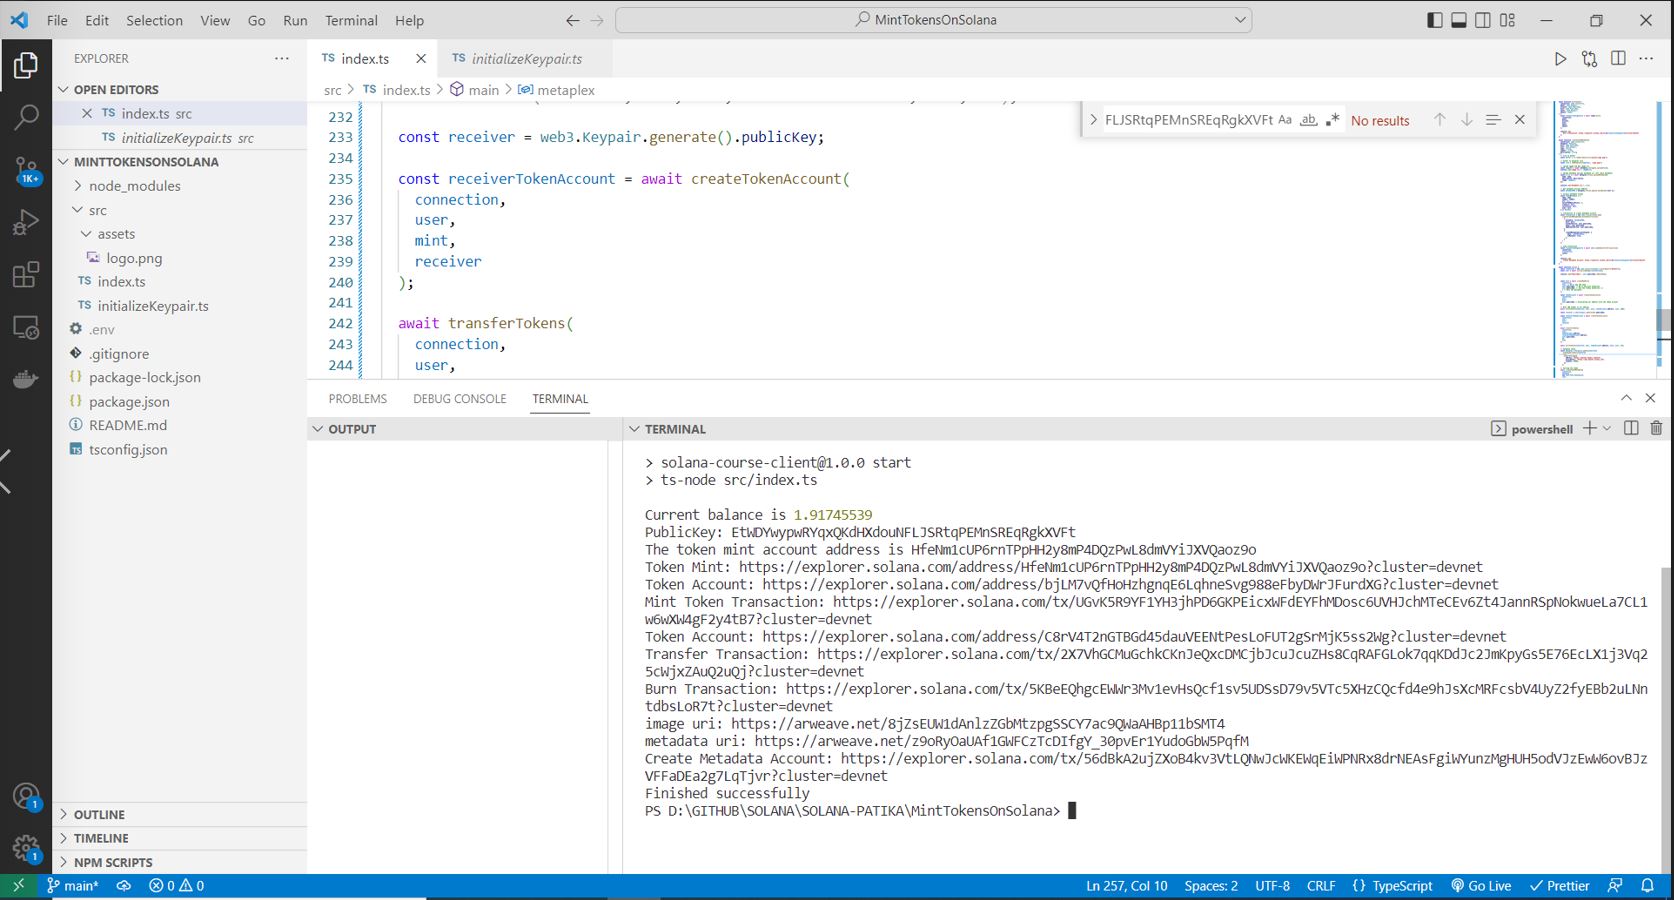 File Edit Selection View Go Run Terminal Help
MintTokensOnSolana
EXPLORER
OPEN EDITORS
TS index.ts src
TS initializeKeypair.ts src
MINTTOKENSONSOLANA
node_modules
src
assets
logo.png
TS index.ts
TS initializeKeypair.ts
.env
.gitignore
{} package-lock.json
{} package.json
README.md
TS tsconfig.json
OUTLINE
TIMELINE
NPM SCRIPTS
1K+
1
1
TS index.ts
TS initializeKeypair.ts
src > TS index.ts > main > metaplex
FLJSRtqPEMnSREqRgkXVFt Aa ab .* No results
232
233 const receiver = web3.Keypair.generate().publicKey;
234
235 const receiverTokenAccount = await createTokenAccount(
236 connection,
237 user,
238 mint,
239 receiver
240 );
241
242 await transferTokens(
243 connection,
244 user,
PROBLEMS DEBUG CONSOLE TERMINAL
OUTPUT
TERMINAL
powershell
> solana-course-client@1.0.0 start
> ts-node src/index.ts
Current balance is 1.91745539
PublicKey: EtWDYwypwRYqxQKdHXdouNFLJSRtqPEMnSREqRgkXVFt
The token mint account address is HfeNm1cUP6rnTPpHH2y8mP4DQzPwL8dmVYiJXVQaoz9o
Token Mint: https://explorer.solana.com/address/HfeNm1cUP6rnTPpHH2y8mP4DQzPwL8dmVYiJXVQaoz9o?cluster=devnet
Token Account: https://explorer.solana.com/address/bjLM7vQfHoHzhgnqE6LqhneSvg988eFbyDWrJFurdXG?cluster=devnet
Mint Token Transaction: https://explorer.solana.com/tx/UGvK5R9YF1YH3jhPD6GKPEicxWFdEYFhMDosc6UVHJchMTeCEv6Zt4JannRSpNokwueLa7CL1
w6wXW4gF2y4tB7?cluster=devnet
Token Account: https://explorer.solana.com/address/C8rV4T2nGTBGd45dauVEENtPesLoFUT2gSrMjK5ss2Wg?cluster=devnet
Transfer Transaction: https://explorer.solana.com/tx/2X7VhGCMuGchkCKnJeQxcDMCjbJcuJcuZHs8CqRAFGLok7qqKDdJc2JmKpyGs5E76EcLX1j3Vq2
5cWjxZAuQ2uQj?cluster=devnet
Burn Transaction: https://explorer.solana.com/tx/5KBeEQhgcEWWr3Mv1evHsQcf1sv5UDSsD79v5VTc5XHzCQcfd4e9hJsXcMRFcsbV4UyZ2fyEBb2uLNn
tdbsLoR7t?cluster=devnet
image uri: https://arweave.net/8jZsEUW1dAnlzZGbMtzpgSSCY7ac9QWaAHBp11bSMT4
metadata uri: https://arweave.net/z9oRyOaUAf1GWFCzTcDIfgY_30pvEr1YudoGbW5PqfM
Create Metadata Account: https://explorer.solana.com/tx/56dBkA2ujZXoB4kv3VtLQNwJcWKEWqEiWPNRx8drNEAsFgiWYunzMgHUH5odVJzEwW6ovBJz
VFFaDEa2g7LqTjvr?cluster=devnet
Finished successfully
PS D:\GITHUB\SOLANA\SOLANA-PATIKA\MintTokensOnSolana>
main* 0 0 Ln 257, Col 10 Spaces: 2 UTF-8 CRLF {} TypeScript Go Live Prettier